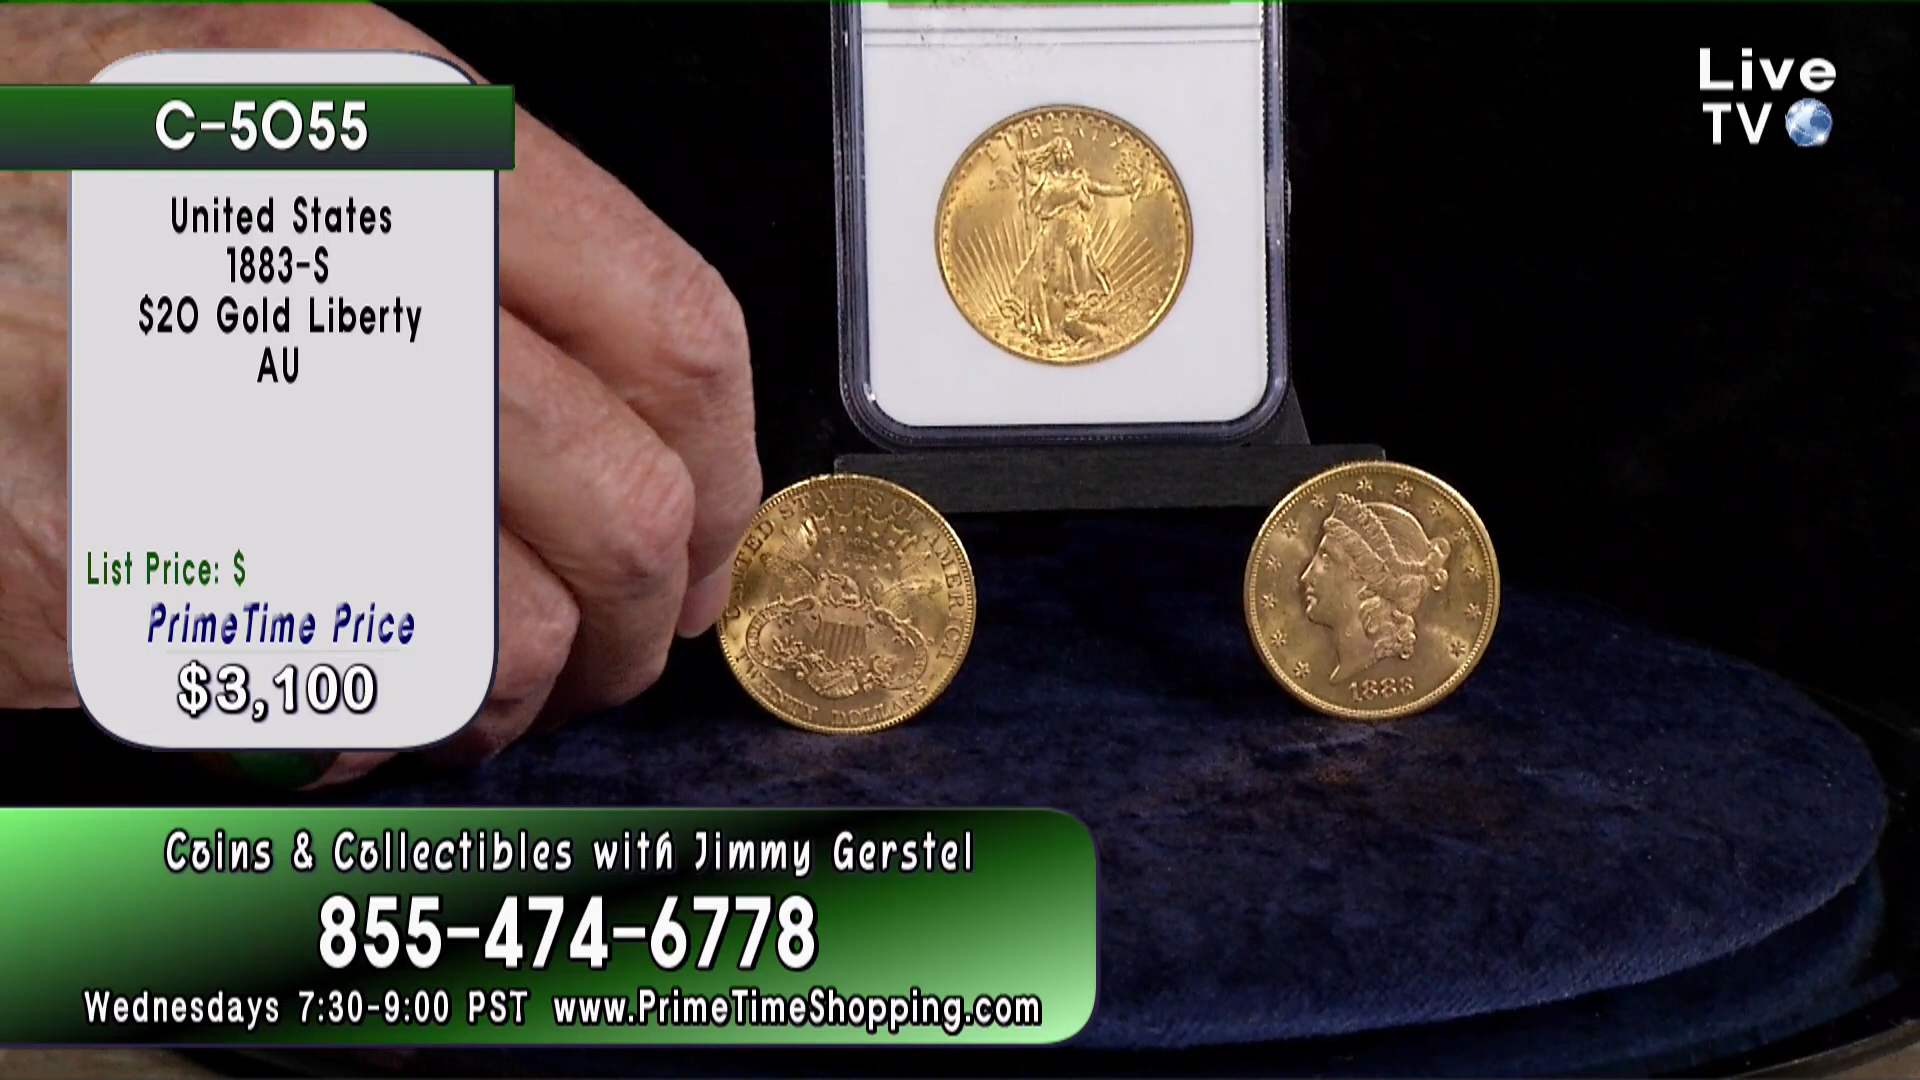 C-5055
United States
1883-S
$20 Gold Liberty
AU
List Price: $
PrimeTime Price
$3,100
Live
TV
LIBERTY
UNITED STATES OF AMERICA
TWENTY DOLLARS
1883
Coins & Collectibles with Jimmy Gerstel
855-474-6778
Wednesdays 7:30-9:00 PST www.PrimeTimeShopping.com